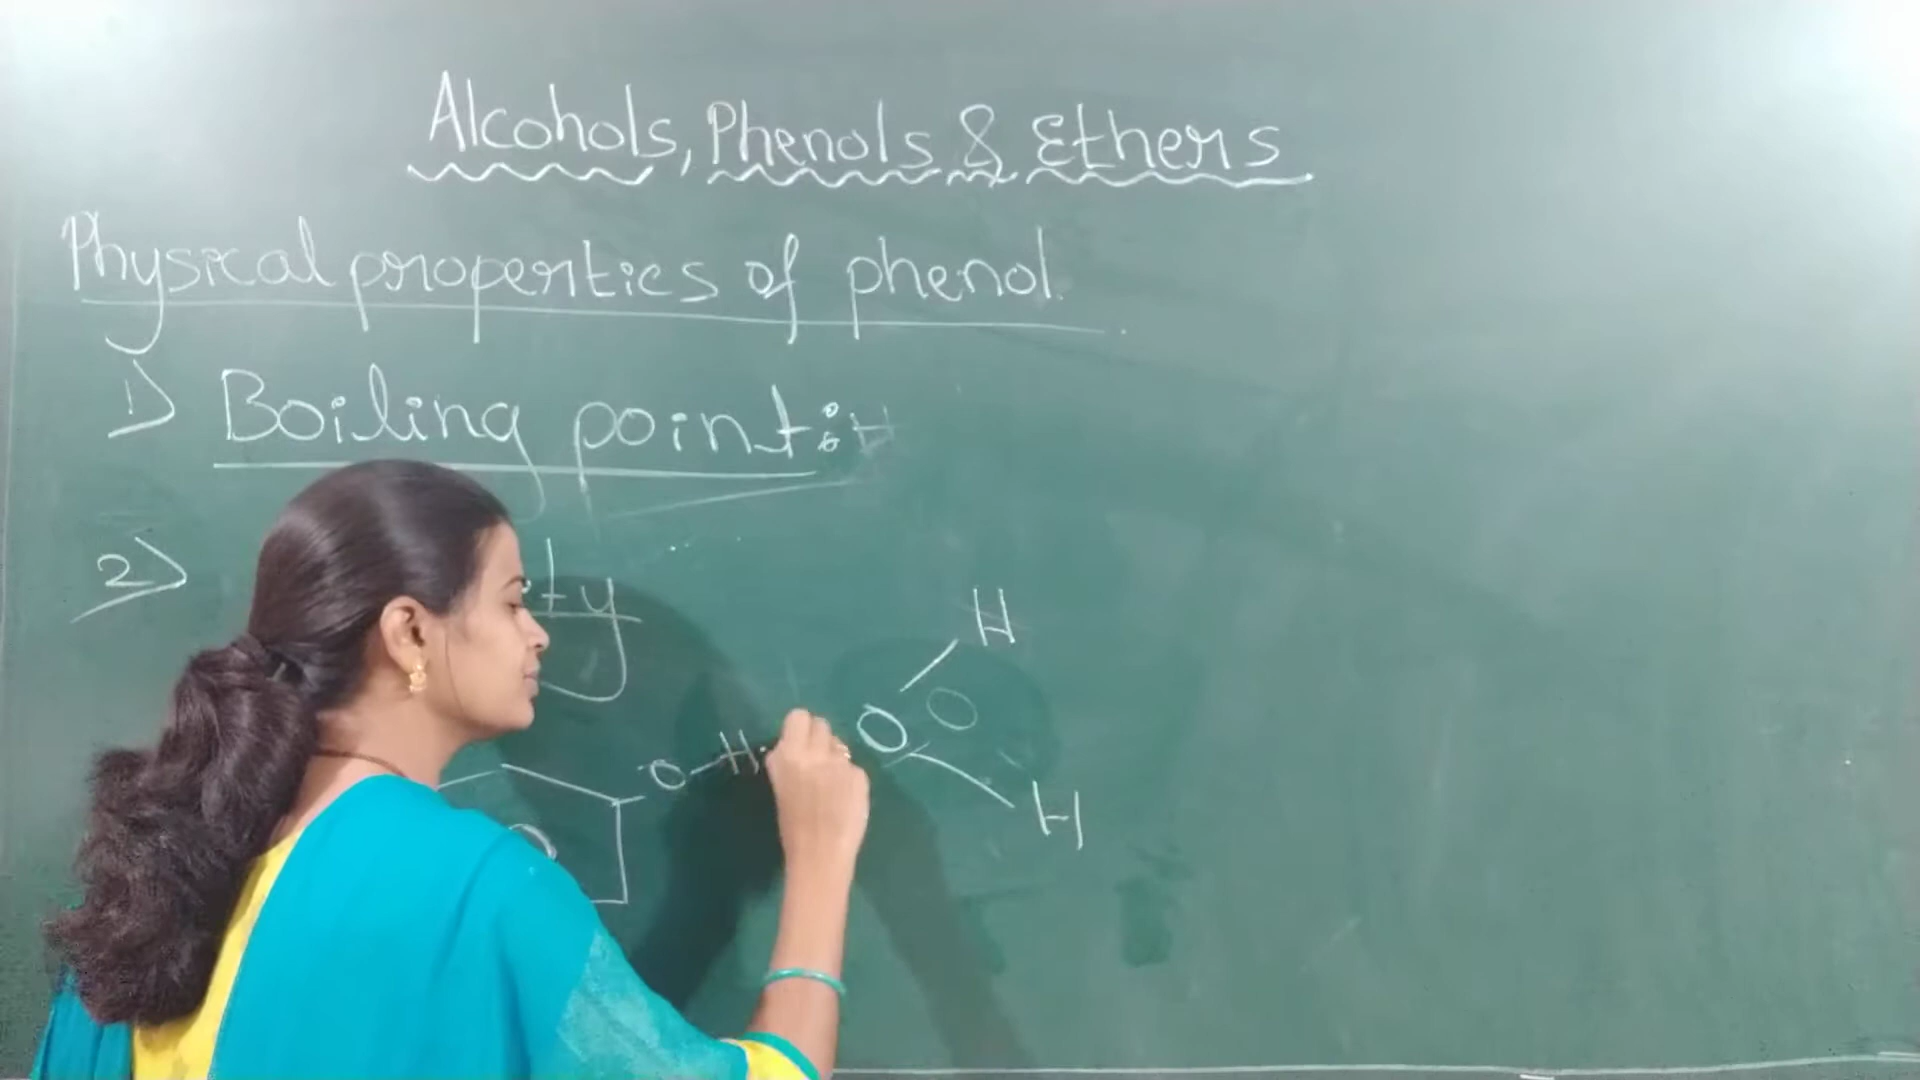 Alcohols, Phenols & Ethers
Physical properties of phenol.
1) Boiling point: H
2)
H
O O
O-H
H